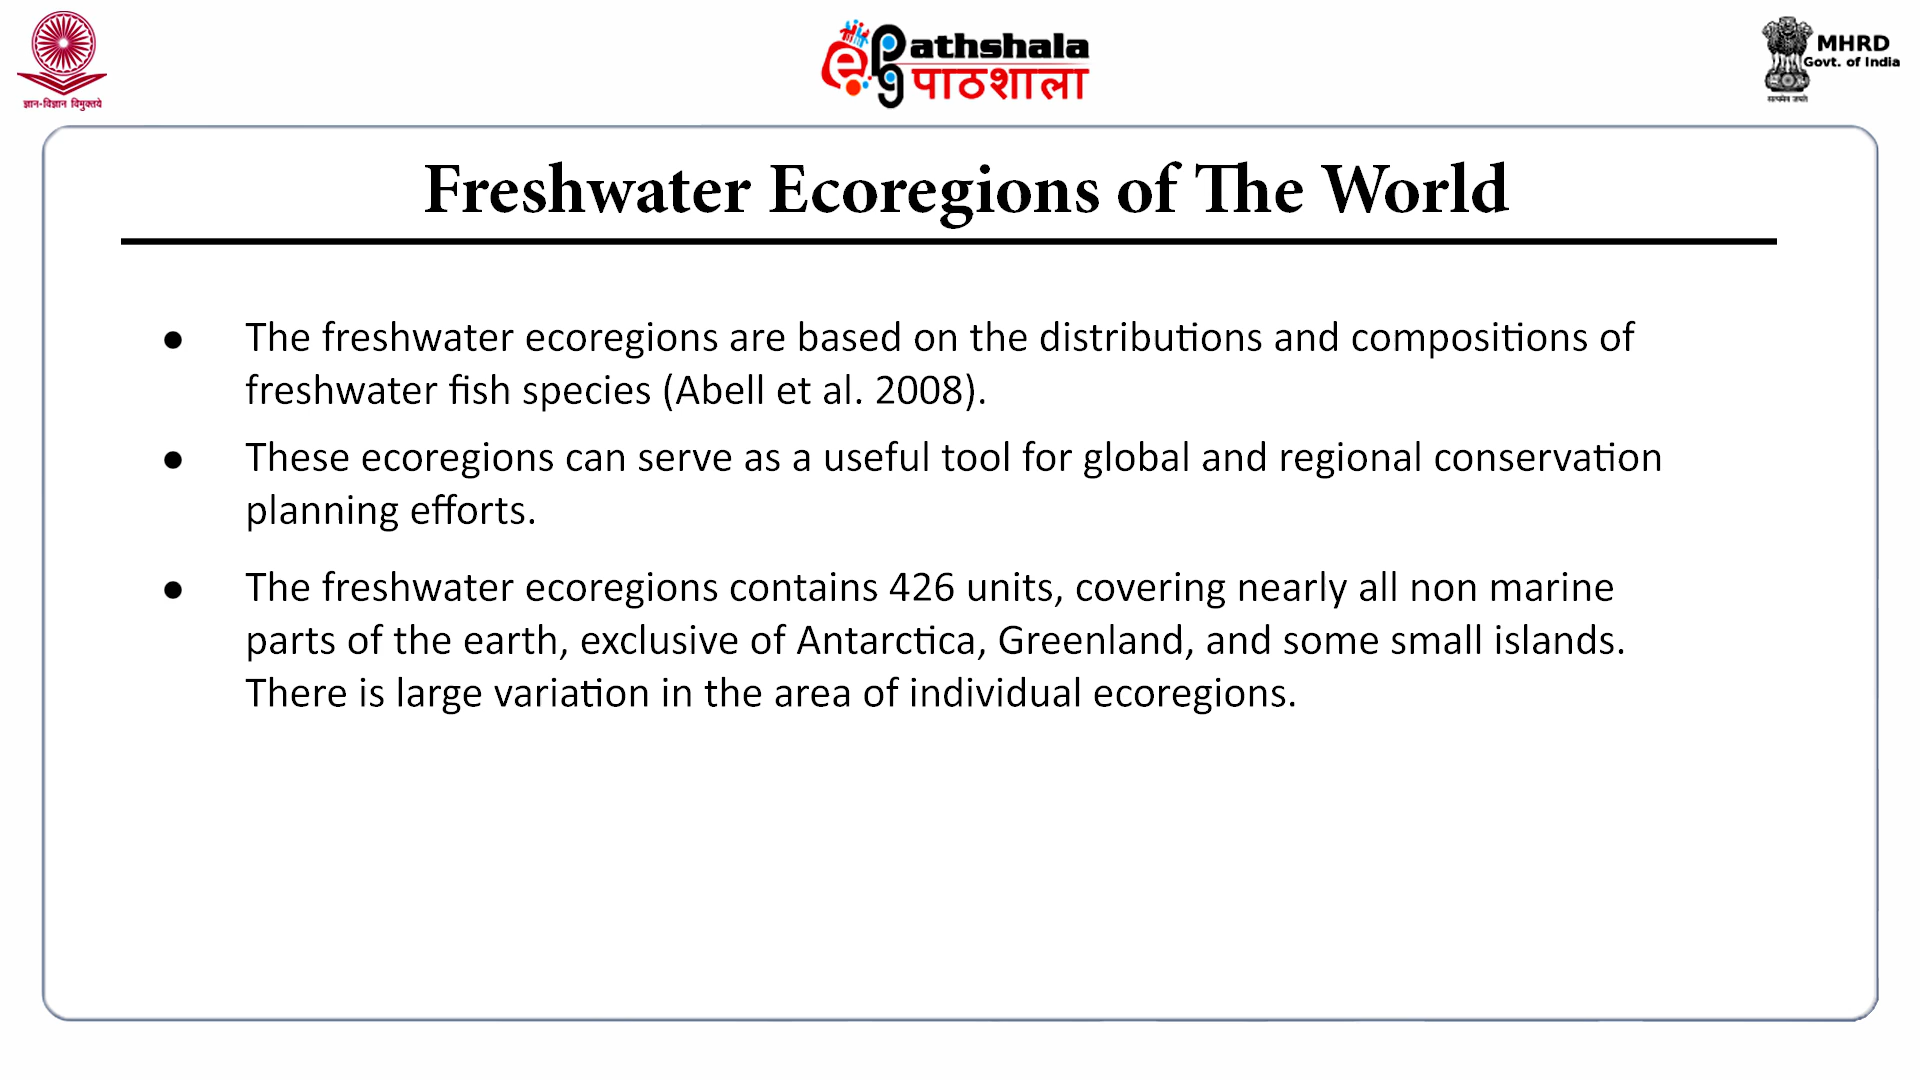 ज्ञान-विज्ञान विमुक्तये
ePG Pathshala
पाठशाला
MHRD
Govt. of India
सत्यमेव जयते
Freshwater Ecoregions of The World
● The freshwater ecoregions are based on the distributions and compositions of
freshwater fish species (Abell et al. 2008).
● These ecoregions can serve as a useful tool for global and regional conservation
planning efforts.
● The freshwater ecoregions contains 426 units, covering nearly all non marine
parts of the earth, exclusive of Antarctica, Greenland, and some small islands.
There is large variation in the area of individual ecoregions.